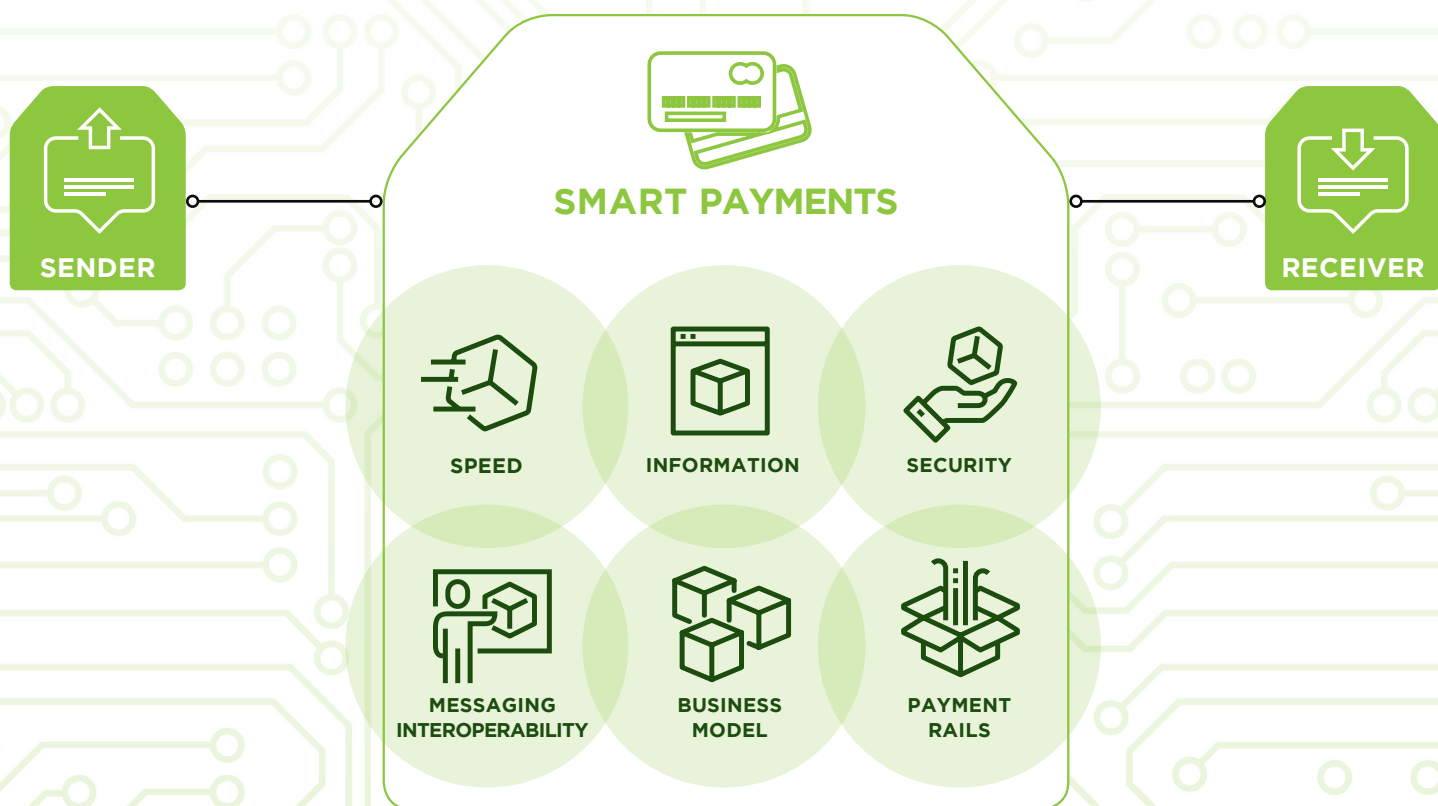 SMART PAYMENTS
SENDER
RECEIVER
SPEED
INFORMATION
SECURITY
MESSAGING
INTEROPERABILITY
BUSINESS
MODEL
PAYMENT
RAILS